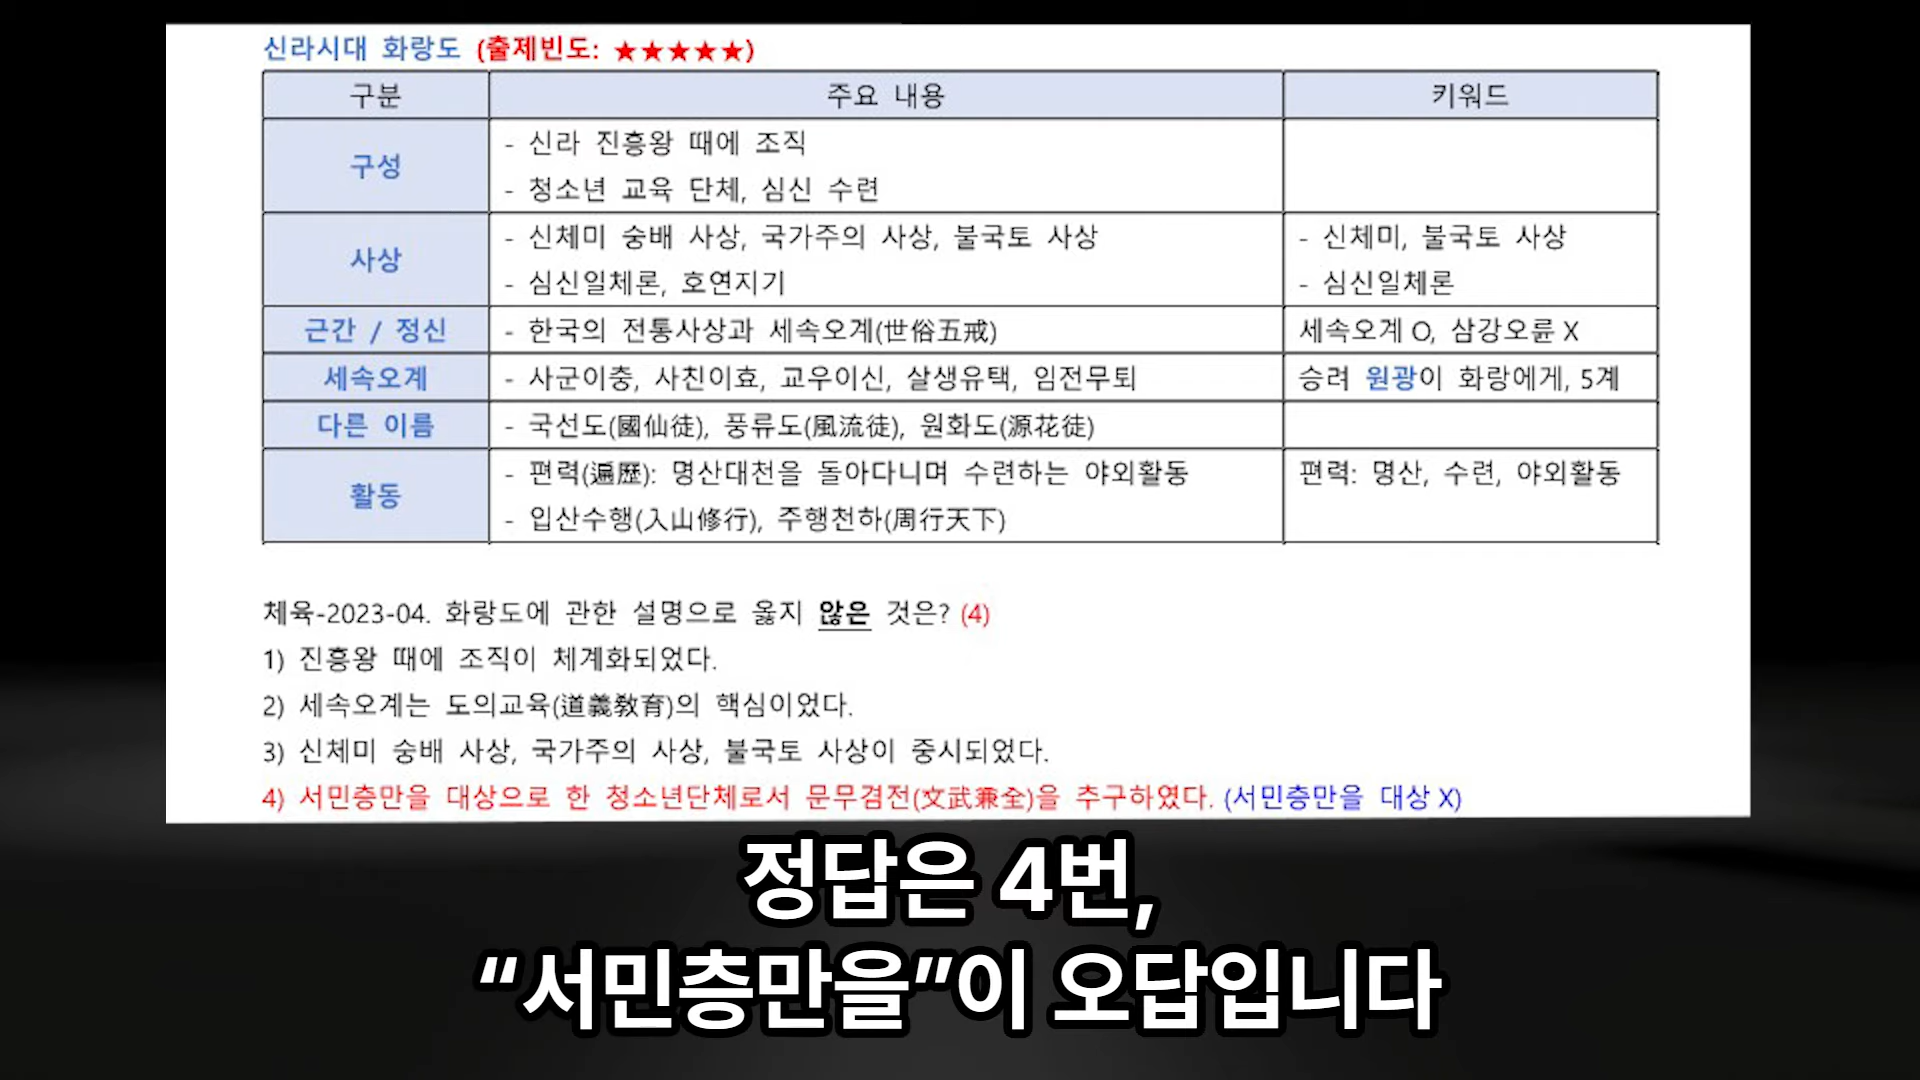 신라시대 화랑도 (출제빈도: ★★★★★)
구분 주요 내용 키워드
구성
- 신라 진흥왕 때에 조직
- 청소년 교육 단체, 심신 수련
사상
- 신체미 숭배 사상, 국가주의 사상, 불국토 사상
- 심신일체론, 호연지기
- 신체미, 불국토 사상
- 심신일체론
근간 / 정신 - 한국의 전통사상과 세속오계(世俗五戒) 세속오계 O, 삼강오륜 X
세속오계 - 사군이충, 사친이효, 교우이신, 살생유택, 임전무퇴 승려 원광이 화랑에게, 5계
다른 이름 - 국선도(國仙徒), 풍류도(風流徒), 원화도(源花徒)
활동
- 편력(遍歷): 명산대천을 돌아다니며 수련하는 야외활동
- 입산수행(入山修行), 주행천하(周行天下)
편력: 명산, 수련, 야외활동
체육-2023-04. 화랑도에 관한 설명으로 옳지 않은 것은? (4)
1) 진흥왕 때에 조직이 체계화되었다.
2) 세속오계는 도의교육(道義敎育)의 핵심이었다.
3) 신체미 숭배 사상, 국가주의 사상, 불국토 사상이 중시되었다.
4) 서민층만을 대상으로 한 청소년단체로서 문무겸전(文武兼全)을 추구하였다. (서민층만을 대상 X)
정답은 4번,
“서민층만을”이 오답입니다